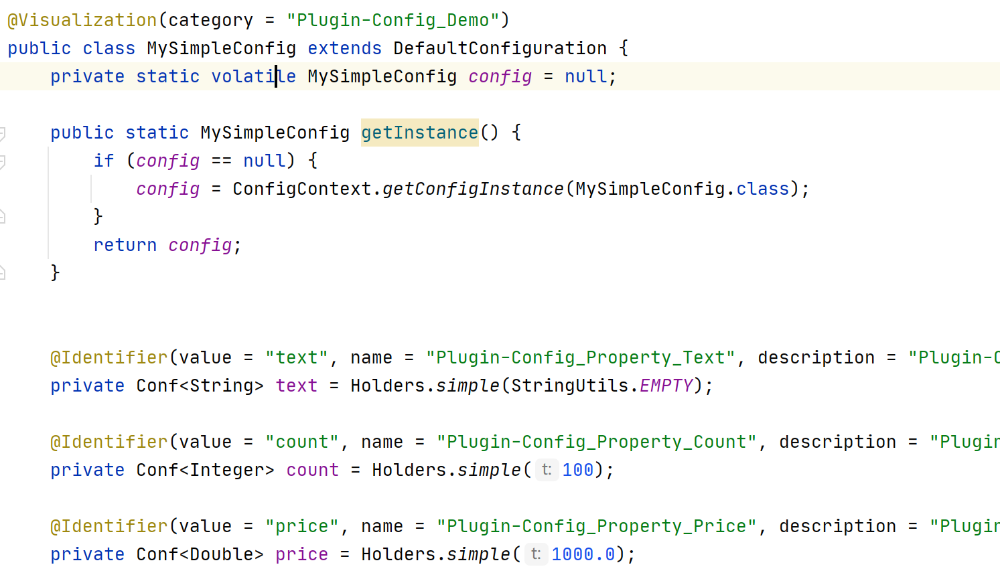 @Visualization(category = "Plugin-Config_Demo")
public class MySimpleConfig extends DefaultConfiguration {
    private static volatile MySimpleConfig config = null;

    public static MySimpleConfig getInstance() {
        if (config == null) {
            config = ConfigContext.getConfigInstance(MySimpleConfig.class);
        }
        return config;
    }

    @Identifier(value = "text", name = "Plugin-Config_Property_Text", description = "Plugin-C
    private Conf<String> text = Holders.simple(StringUtils.EMPTY);

    @Identifier(value = "count", name = "Plugin-Config_Property_Count", description = "Plugin
    private Conf<Integer> count = Holders.simple( t: 100);

    @Identifier(value = "price", name = "Plugin-Config_Property_Price", description = "Plugin
    private Conf<Double> price = Holders.simple( t: 1000.0);